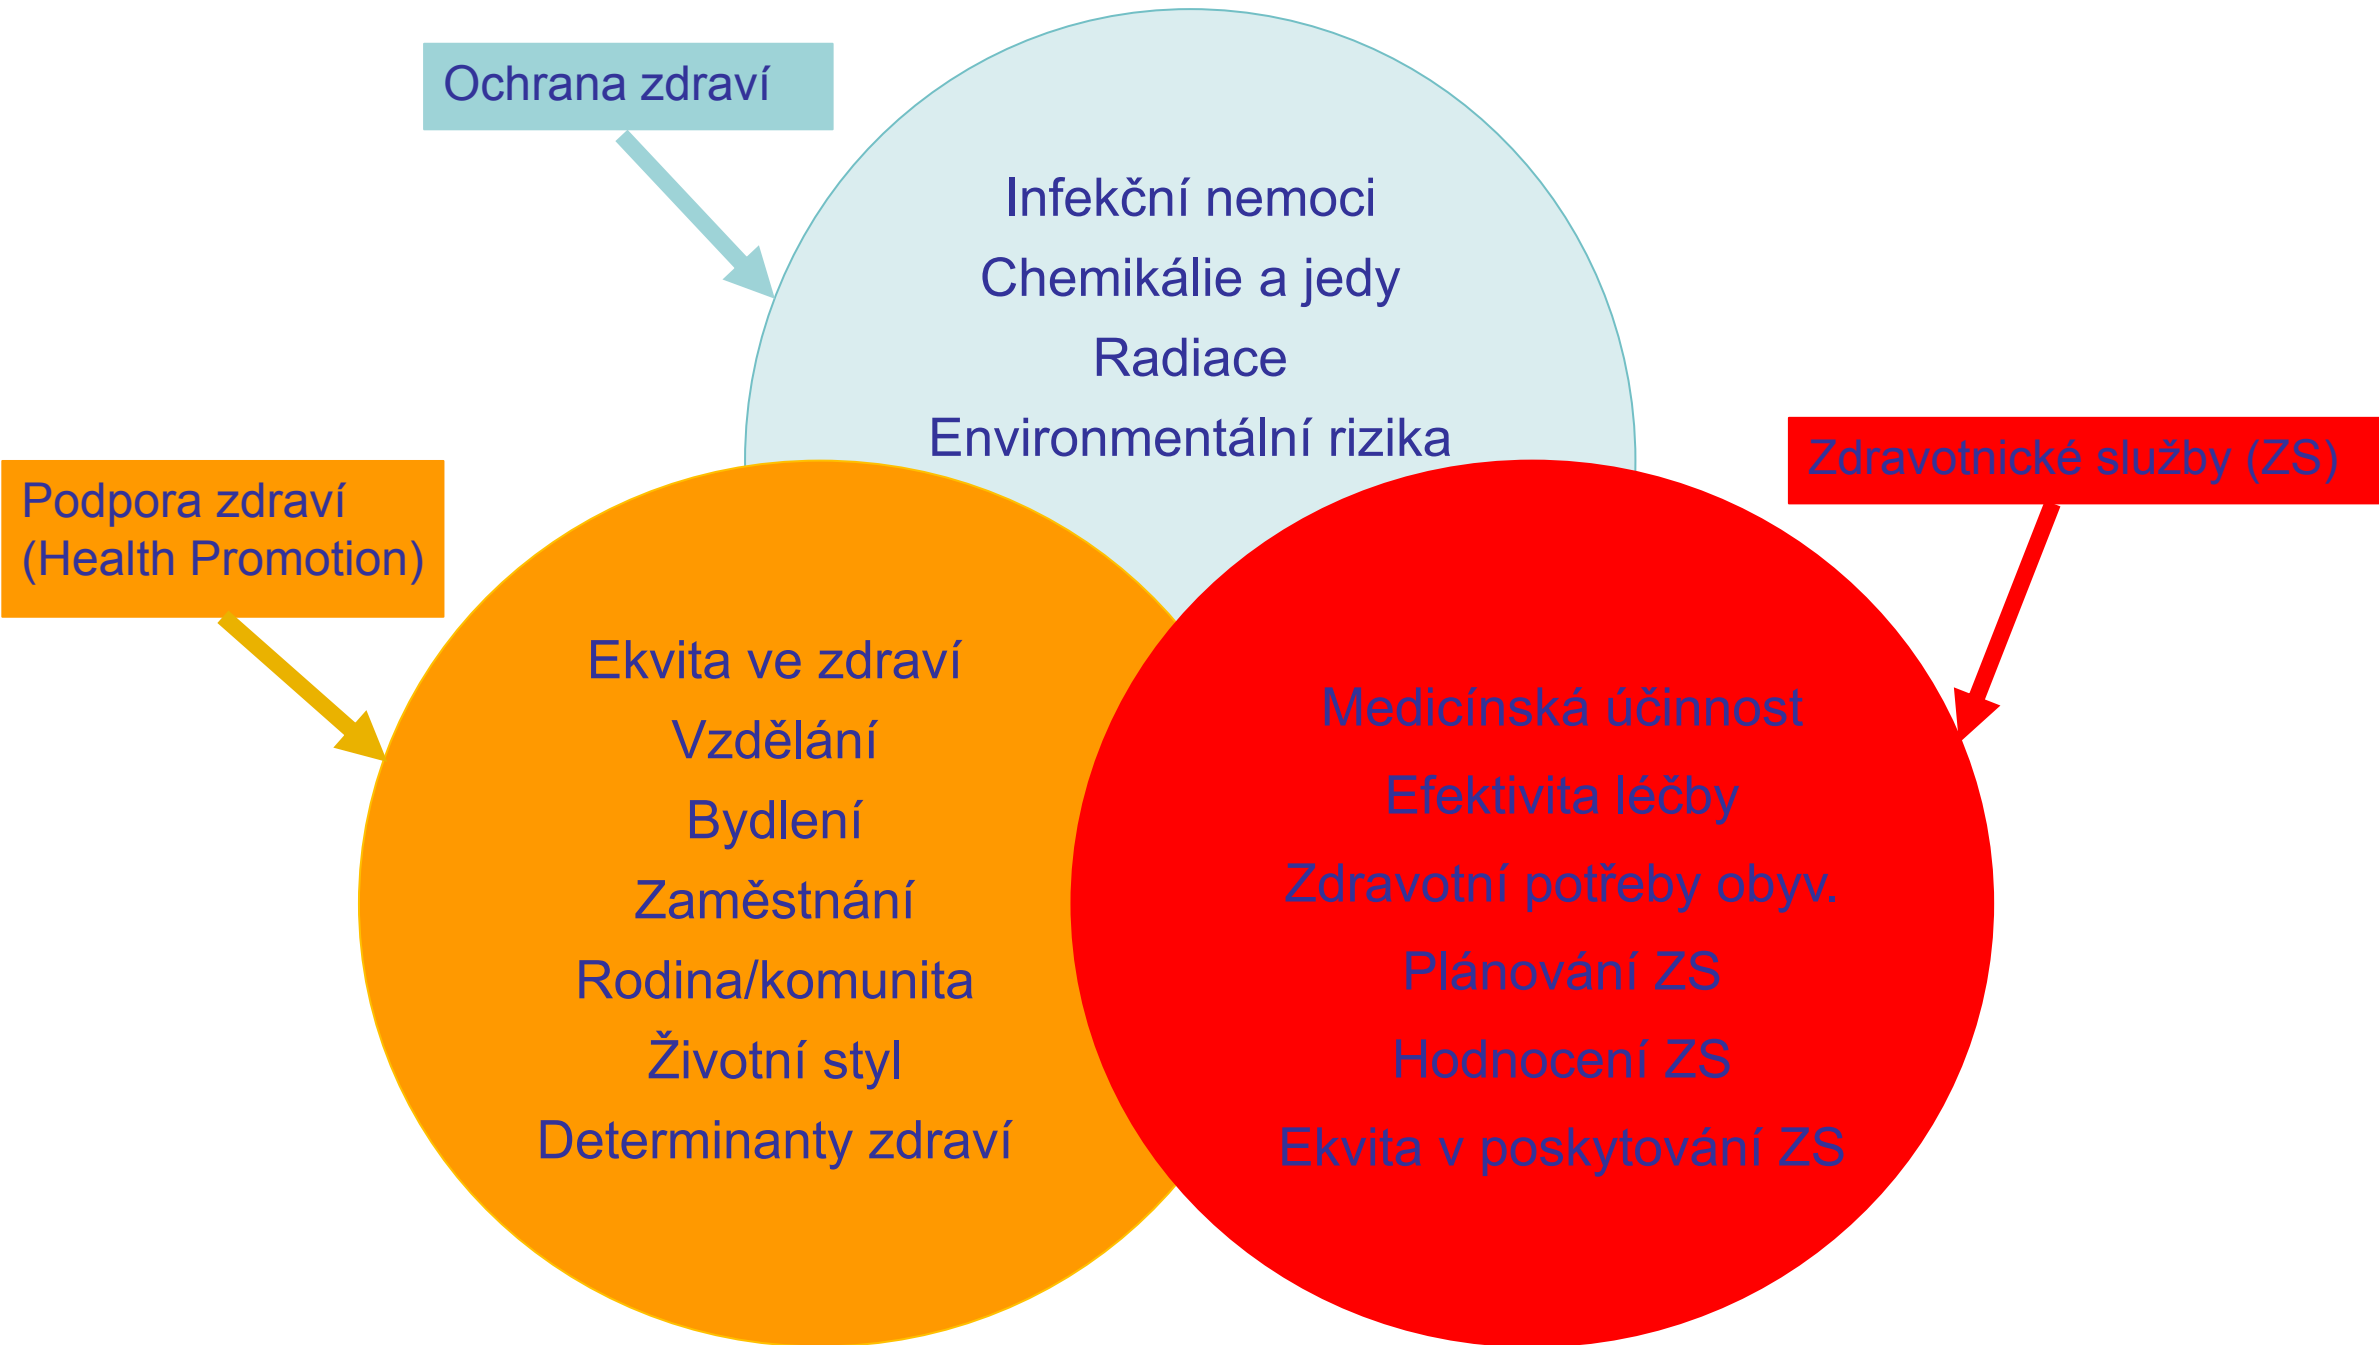 Ochrana zdraví
Infekční nemoci
Chemikálie a jedy
Radiace
Environmentální rizika
Podpora zdraví
(Health Promotion)
Zdravotnické služby (ZS)
Ekvita ve zdraví
Vzdělání
Bydlení
Zaměstnání
Rodina/komunita
Životní styl
Determinanty zdraví
Medicínská účinnost
Efektivita léčby
Zdravotní potřeby obyv.
Plánování ZS
Hodnocení ZS
Ekvita v poskytování ZS